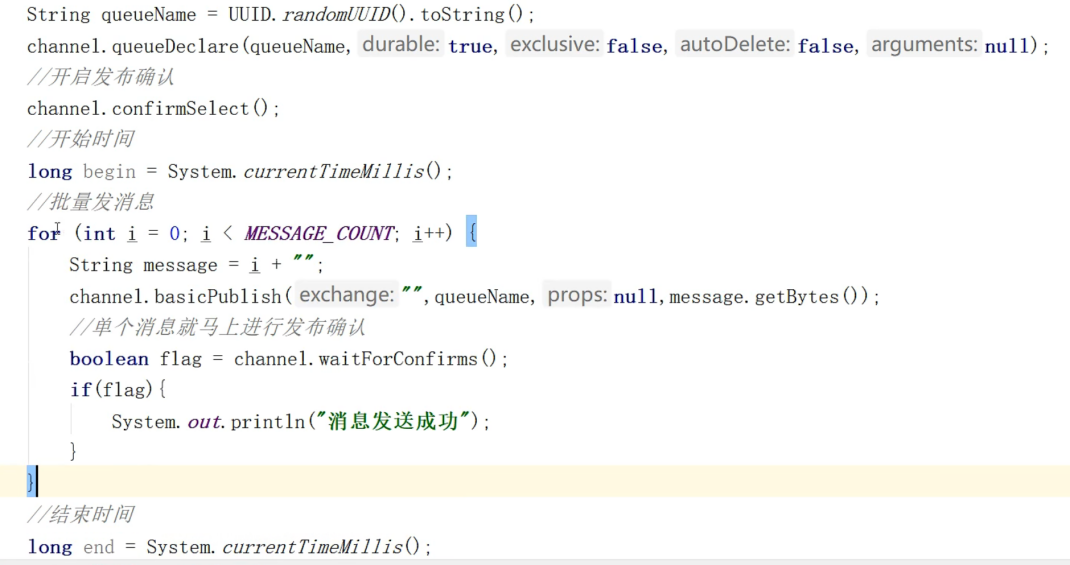 String queueName = UUID.randomUUID().toString();
channel.queueDeclare(queueName, durable: true, exclusive: false, autoDelete: false, arguments: null);
//开启发布确认
channel.confirmSelect();
//开始时间
long begin = System.currentTimeMillis();
//批量发消息
for (int i = 0; i < MESSAGE_COUNT; i++) {
String message = i + "";
channel.basicPublish( exchange: "",queueName, props: null,message.getBytes());
//单个消息就马上进行发布确认
boolean flag = channel.waitForConfirms();
if(flag){
System.out.println("消息发送成功");
}
}
//结束时间
long end = System.currentTimeMillis();